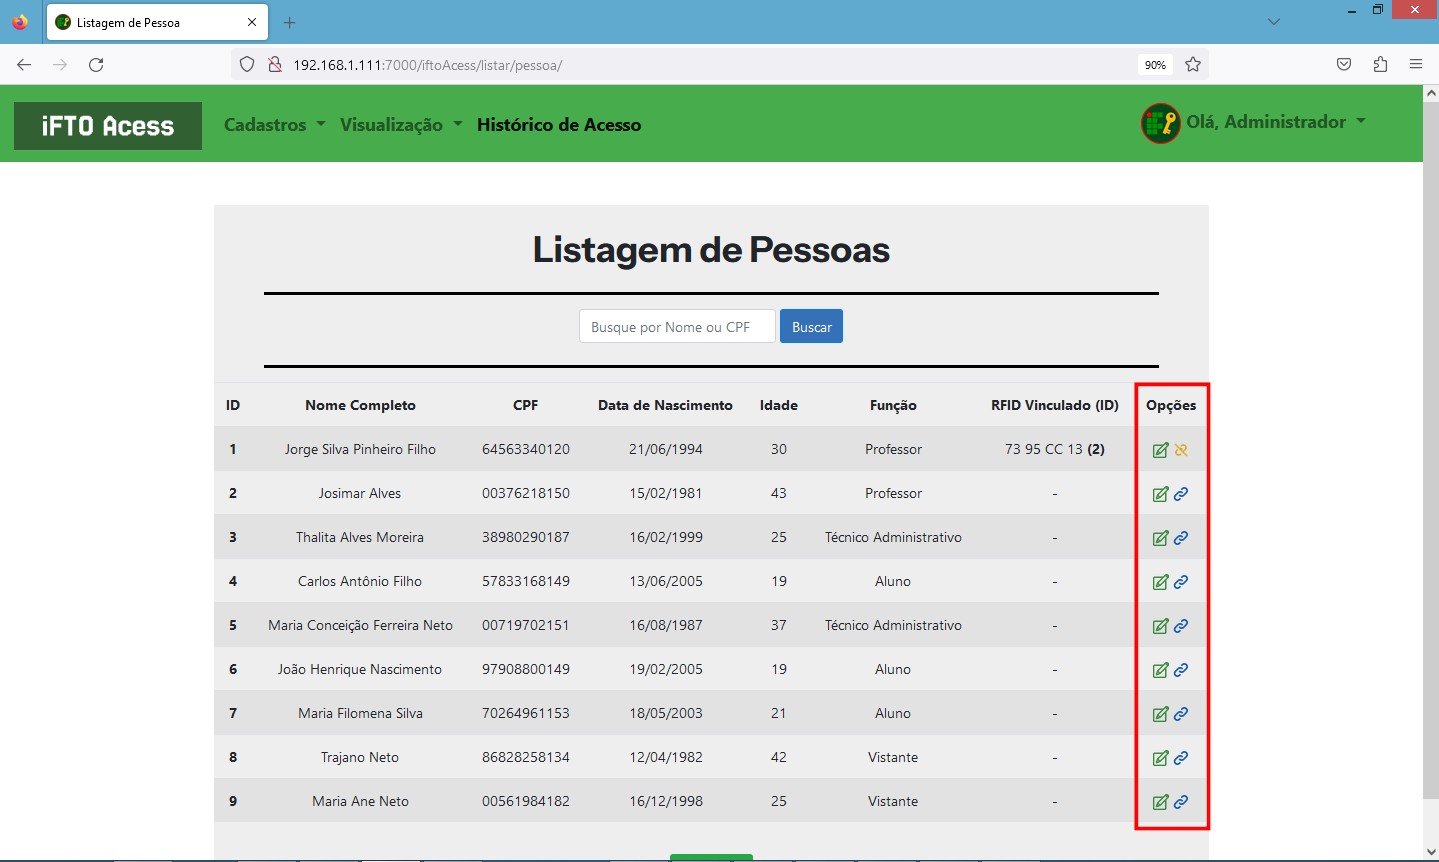 Listagem de Pessoa
192.168.1.111:7000/iftoAcess/listar/pessoa/ 90%
iFTO Acess Cadastros Visualização Histórico de Acesso Olá, Administrador
Listagem de Pessoas
Busque por Nome ou CPF Buscar
ID Nome Completo CPF Data de Nascimento Idade Função RFID Vinculado (ID) Opções
1 Jorge Silva Pinheiro Filho 64563340120 21/06/1994 30 Professor 73 95 CC 13 (2)
2 Josimar Alves 00376218150 15/02/1981 43 Professor -
3 Thalita Alves Moreira 38980290187 16/02/1999 25 Técnico Administrativo -
4 Carlos Antônio Filho 57833168149 13/06/2005 19 Aluno -
5 Maria Conceição Ferreira Neto 00719702151 16/08/1987 37 Técnico Administrativo -
6 João Henrique Nascimento 97908800149 19/02/2005 19 Aluno -
7 Maria Filomena Silva 70264961153 18/05/2003 21 Aluno -
8 Trajano Neto 86828258134 12/04/1982 42 Vistante -
9 Maria Ane Neto 00561984182 16/12/1998 25 Vistante -